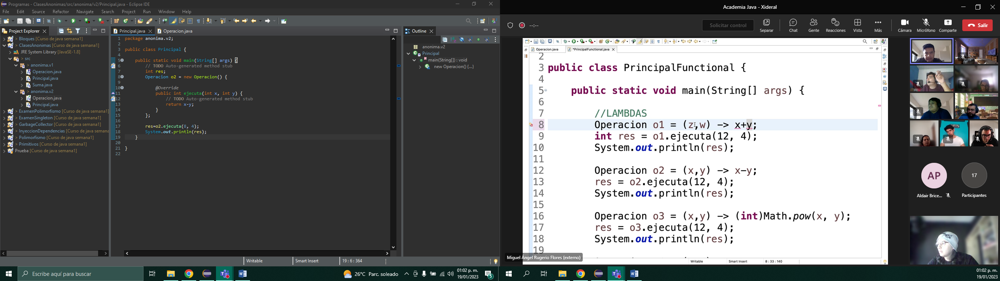 Programas - ClasesAnonimas/src/anonima/v2/Principal.java - Eclipse IDE
File Edit Source Refactor Navigate Search Project Run Window Help
Project Explorer
> Bloques [Curso de java semana1]
> ClasesAnonimas [Curso de java semana1]
JRE System Library [JavaSE-1.8]
> src
> anonima.v1
> Operacion.java
> Principal.java
> Suma.java
> anonima.v2
> Operacion.java
> Principal.java
> ExamenPolimorfismo [Curso de java semana1]
> ExamenSingleton [Curso de java semana1]
> GarbageCollector [Curso de java semana1]
> InyeccionDependencias [Curso de java semana
> Polimorfismo [Curso de java semana1]
> Primitivos [Curso de java semana1]
Prueba [Curso de java semana1]
Principal.java Operacion.java
1 package anonima.v2;
2
3 public class Principal {
4
5 public static void main(String[] args) {
6 // TODO Auto-generated method stub
7 int res;
8 Operacion o2 = new Operacion() {
9
10 @Override
11 public int ejecuta(int x, int y) {
12 // TODO Auto-generated method stub
13 return x-y;
14 }
15 };
16
17 res=o2.ejecuta(8, 4);
18 System.out.println(res);
19 }
20
21 }
22
Outline
anonima.v2
Principal
main(String[]) : void
new Operacion() {...}
Writable Smart Insert 19 : 6 : 364
Escribe aquí para buscar
26°C Parc. soleado
01:02 p. m.
19/01/2023
5
Academia Java - Xideral
--:--
Solicitar control
Separar Chat Gente Reacciones Vista Más Cámara Micrófono Comparte Salir
Operacion.java *PrincipalFunctional.java
2
3 public class PrincipalFunctional {
4
5 public static void main(String[] args) {
6
7 //LAMBDAS
8 Operacion o1 = (z,w) -> x+y;
9 int res = o1.ejecuta(12, 4);
10 System.out.println(res);
11
12 Operacion o2 = (x,y) -> x-y;
13 res = o2.ejecuta(12, 4);
14 System.out.println(res);
15
16 Operacion o3 = (x,y) -> (int)Math.pow(x, y);
17 res = o3.ejecuta(12, 4);
18 System.out.println(res);
19
Miguel Ángel Rugerio Flores (externo)
Writable Smart Insert 8 : 33 : 140
AP
Aldair Brice...
17
Participantes
01:02 p. m.
19/01/2023